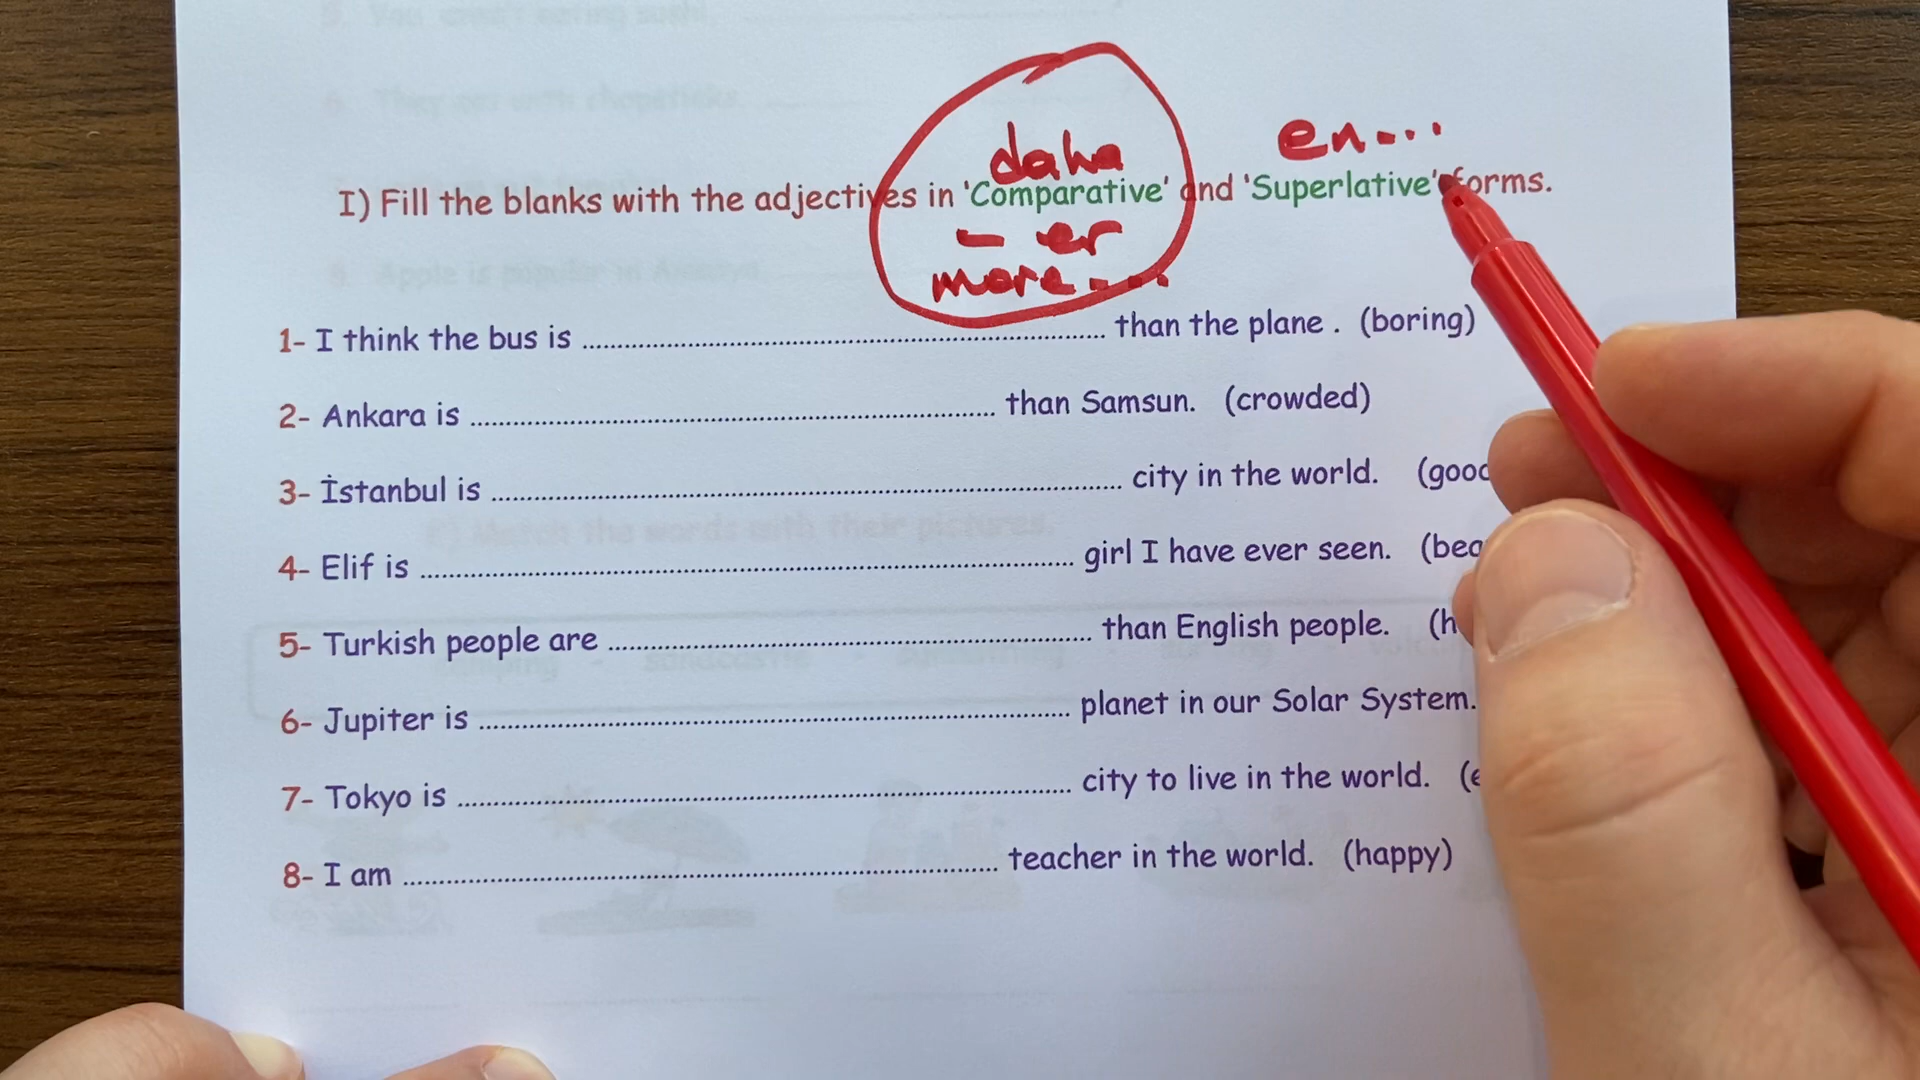 daha en...
I) Fill the blanks with the adjectives in 'Comparative' and 'Superlative' forms.
- er
more....
1- I think the bus is .......... than the plane . (boring)
2- Ankara is .......... than Samsun. (crowded)
3- İstanbul is .......... city in the world. (good
4- Elif is .......... girl I have ever seen. (bea
5- Turkish people are .......... than English people. (h
6- Jupiter is .......... planet in our Solar System.
7- Tokyo is .......... city to live in the world. (e
8- I am .......... teacher in the world. (happy)